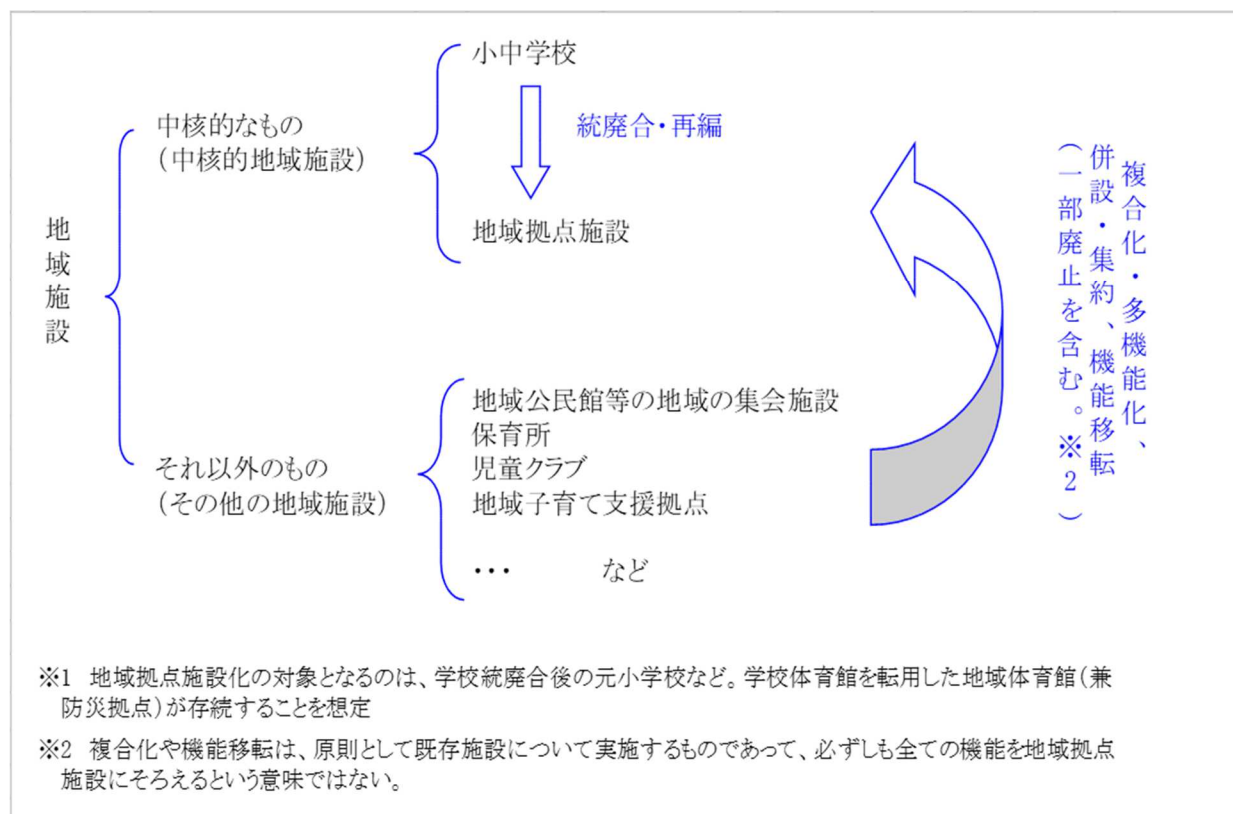 地域施設
中核的なもの
（中核的地域施設）
小中学校
統廃合・再編
地域拠点施設
それ以外のもの
（その他の地域施設）
地域公民館等の地域の集会施設
保育所
児童クラブ
地域子育て支援拠点
・・・　など
複合化・多機能化、
併設・集約、機能移転
（一部廃止を含む。※2）
※1　地域拠点施設化の対象となるのは、学校統廃合後の元小学校など。学校体育館を転用した地域体育館（兼
防災拠点）が存続することを想定
※2　複合化や機能移転は、原則として既存施設について実施するものであって、必ずしも全ての機能を地域拠点
施設にそろえるという意味ではない。